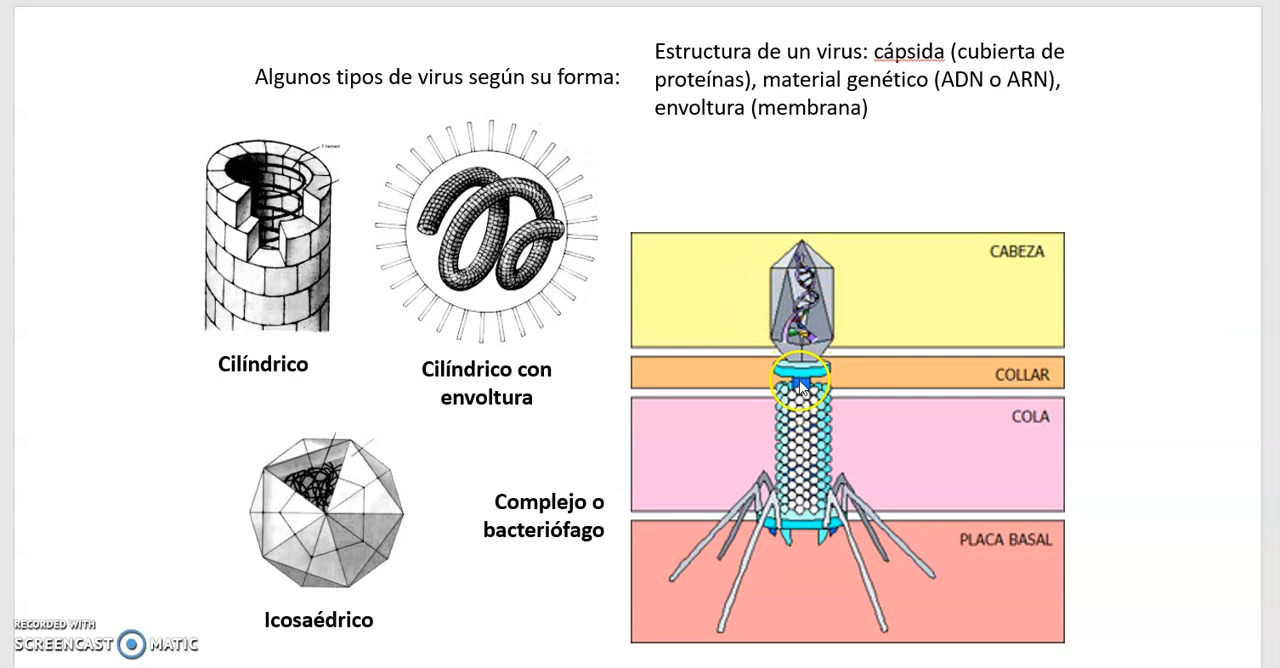 Algunos tipos de virus según su forma:
Estructura de un virus: cápsida (cubierta de
proteínas), material genético (ADN o ARN),
envoltura (membrana)
Cilíndrico
Cilíndrico con
envoltura
Icosaédrico
Complejo o
bacteriófago
CABEZA
COLLAR
COLA
PLACA BASAL
RECORDED WITH
SCREENCAST MATIC